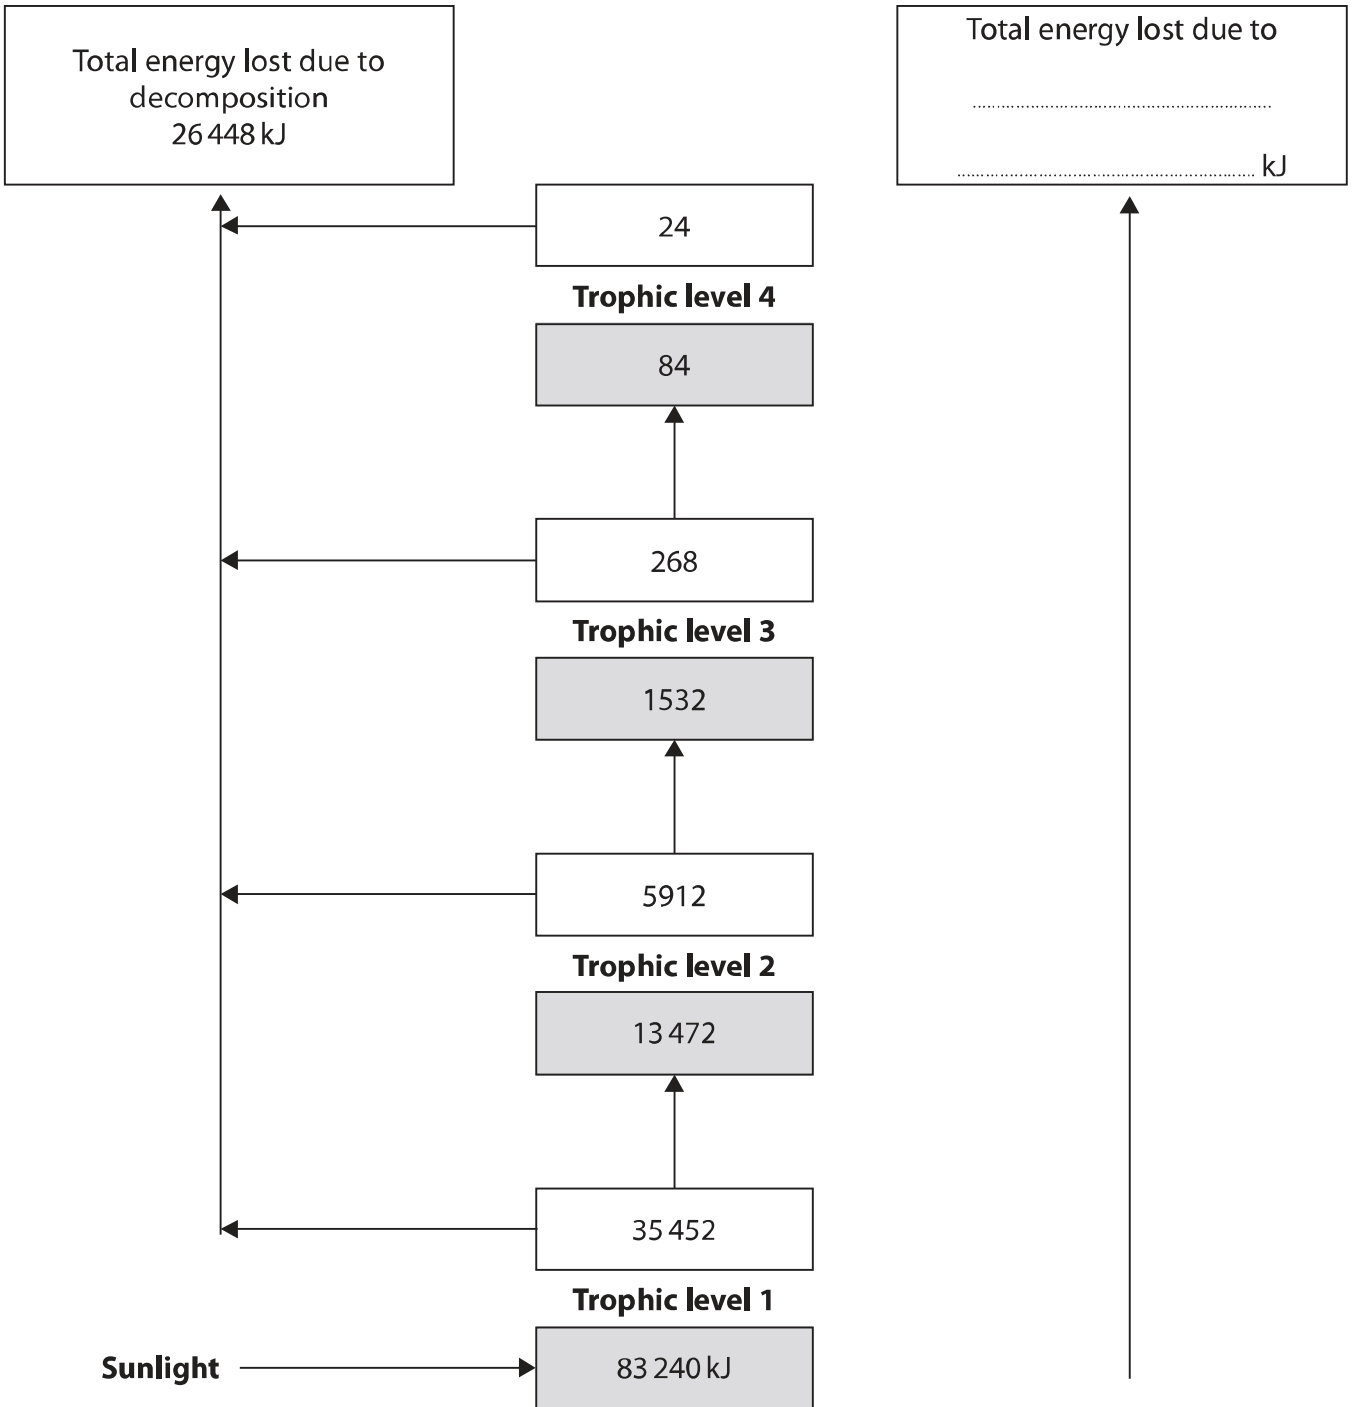 Total energy lost due to
decomposition
26 448 kJ
Total energy lost due to
............................................................
............................................................ kJ
24
Trophic level 4
84
268
Trophic level 3
1532
5912
Trophic level 2
13 472
35 452
Trophic level 1
Sunlight
83 240 kJ